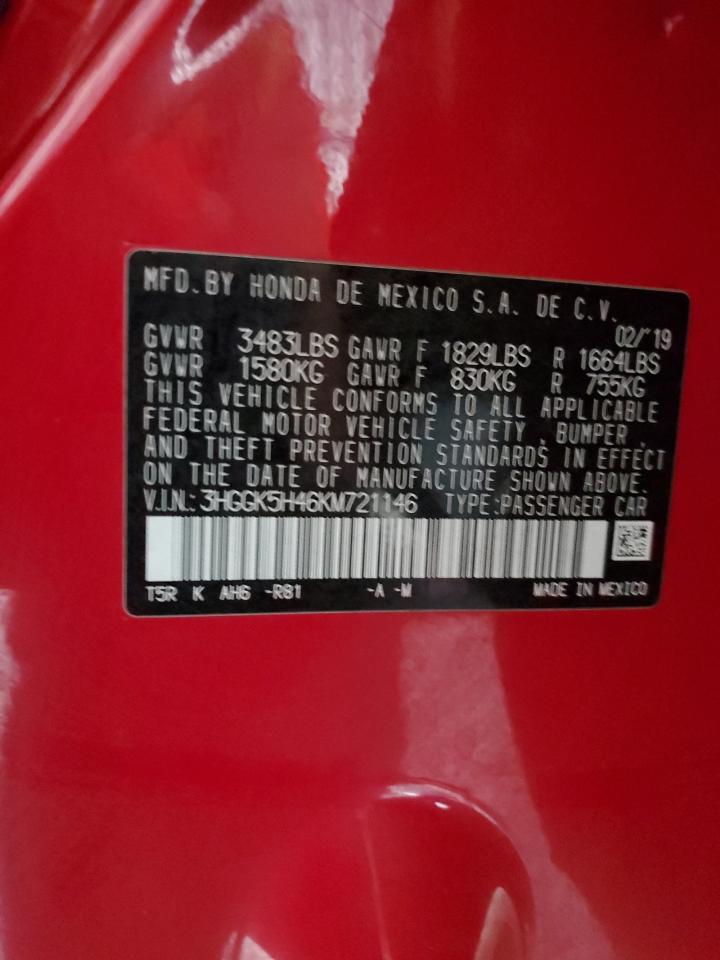 MFD. BY HONDA DE MEXICO S.A. DE C.V.
02/'19
GVWR 3483LBS GAWR F 1829LBS R 1664LBS
GVWR 1580KG GAWR F 830KG R 755KG
THIS VEHICLE CONFORMS TO ALL APPLICABLE
FEDERAL MOTOR VEHICLE SAFETY , BUMPER ,
AND THEFT PREVENTION STANDARDS IN EFFECT
ON THE DATE OF MANUFACTURE SHOWN ABOVE.
V.I.N.: 3HGGK5H46KM721146 TYPE:PASSENGER CAR
T5R K AH6 -R81 -A -M MADE IN MEXICO